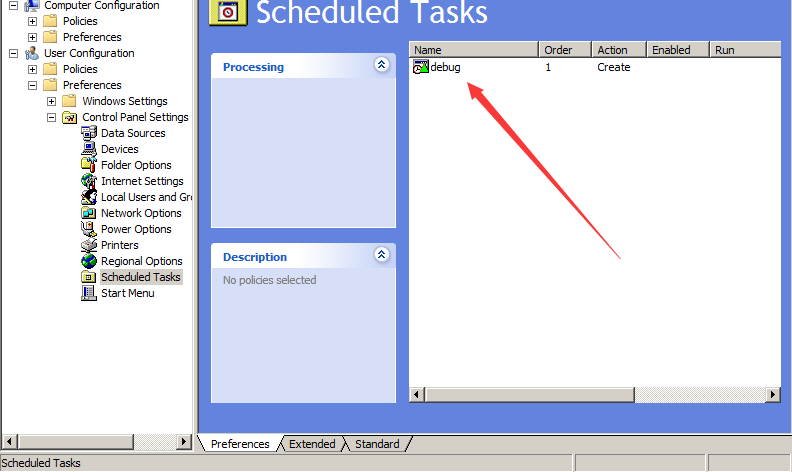 Computer Configuration
Policies
Preferences
User Configuration
Policies
Preferences
Windows Settings
Control Panel Settings
Data Sources
Devices
Folder Options
Internet Settings
Local Users and Gr
Network Options
Power Options
Printers
Regional Options
Scheduled Tasks
Start Menu
Scheduled Tasks
Processing
Description
No policies selected
Name Order Action Enabled Run
debug 1 Create
Preferences Extended Standard
Scheduled Tasks